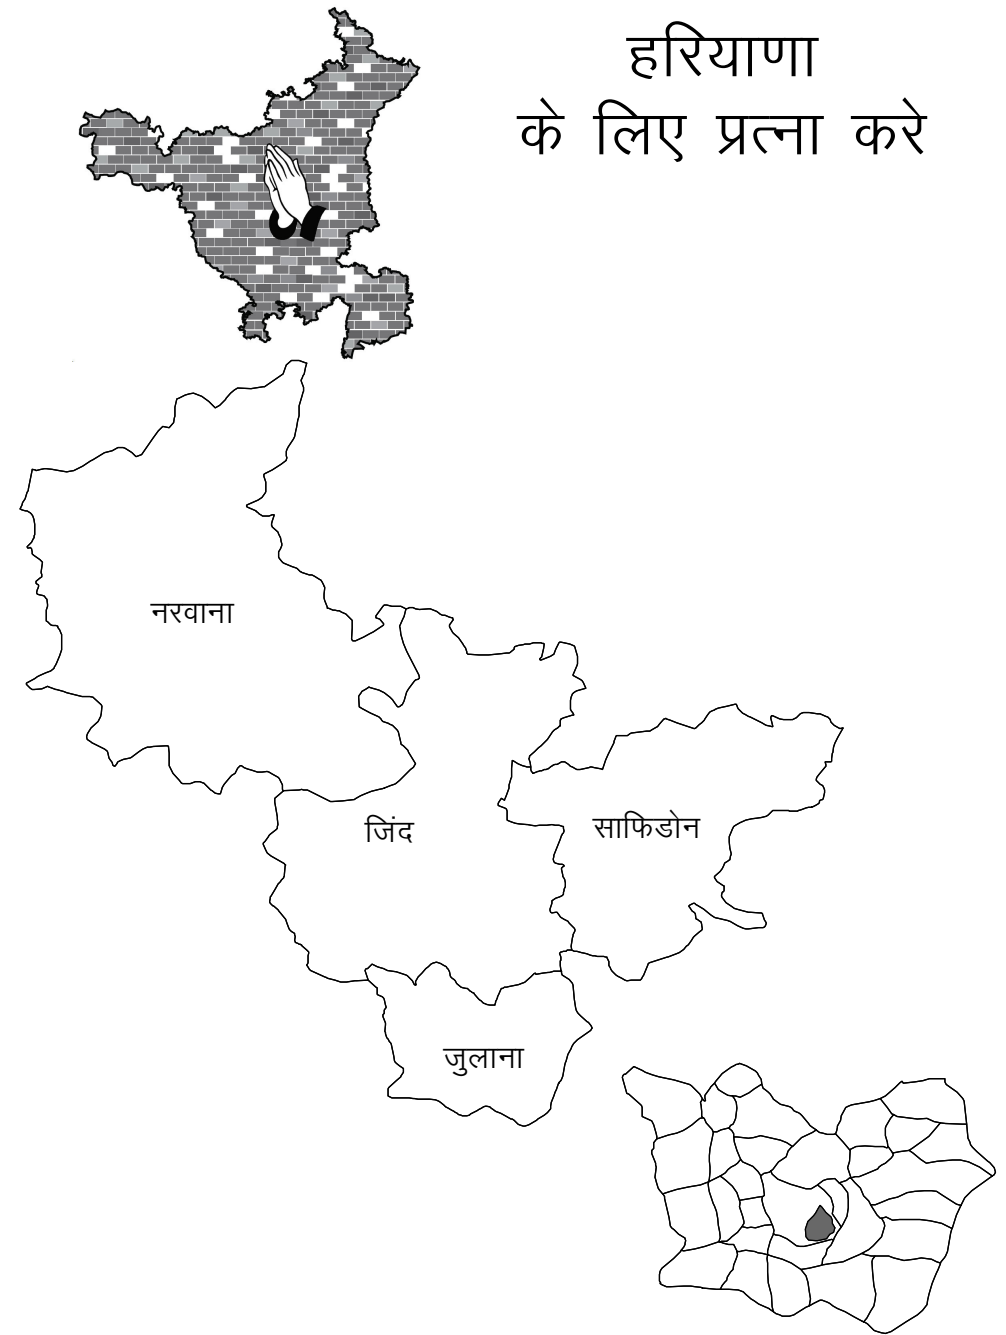 हरियाणा
के लिए प्रत्ना करे
नरवाना
जिंद
साफिडोन
जुलाना